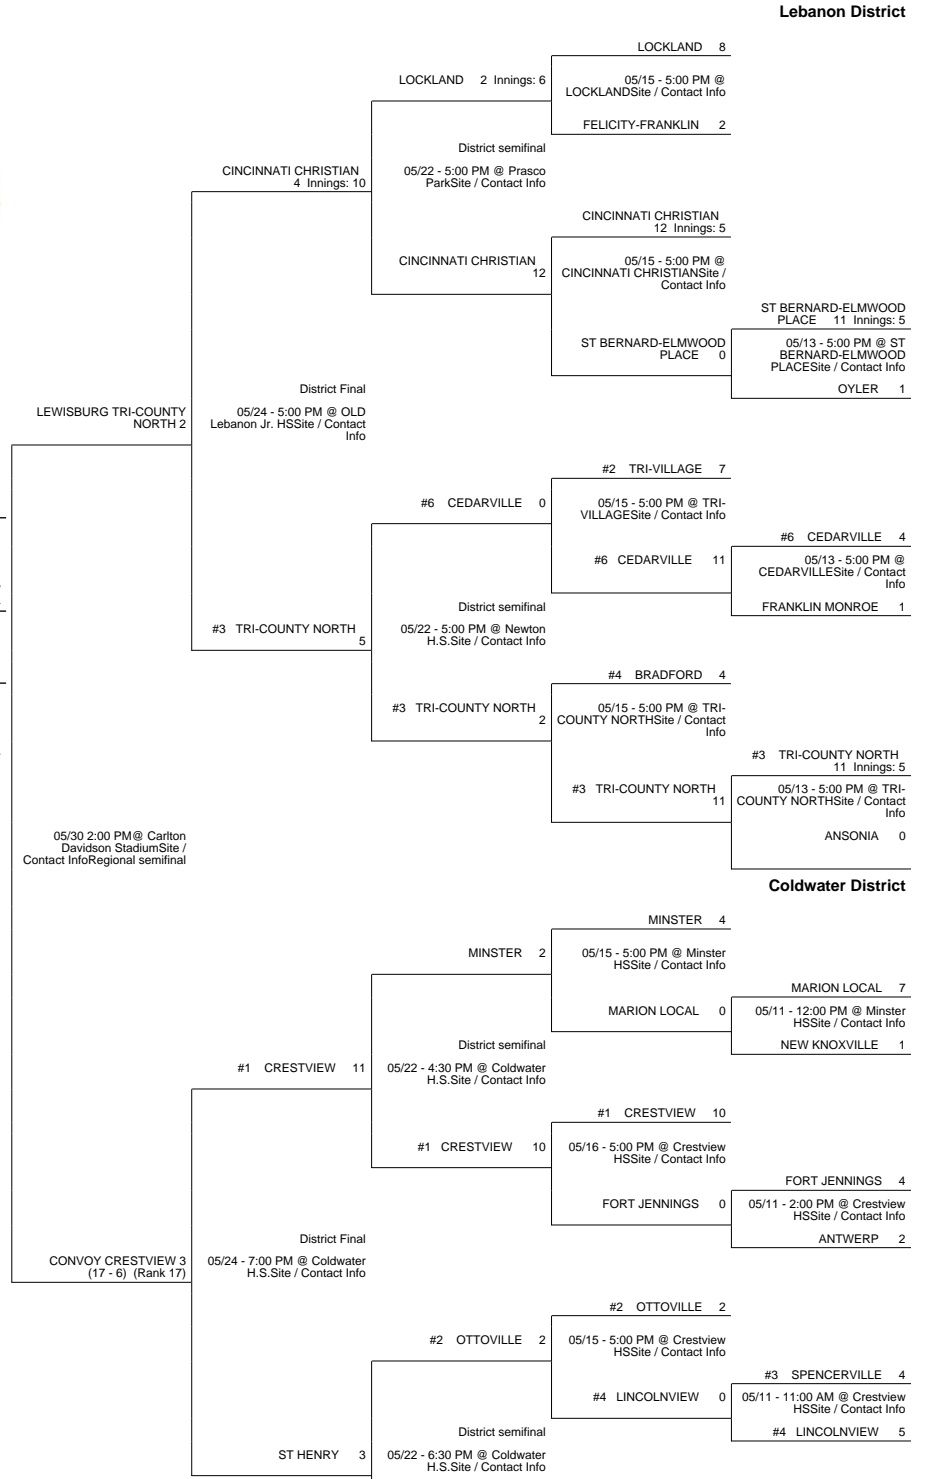 Lebanon District
LOCKLAND 8
LOCKLAND 2 Innings: 6
05/15 - 5:00 PM @
LOCKLANDSite / Contact Info
FELICITY-FRANKLIN 2
District semifinal
CINCINNATI CHRISTIAN
4 Innings: 10
05/22 - 5:00 PM @ Prasco
ParkSite / Contact Info
CINCINNATI CHRISTIAN
12 Innings: 5
CINCINNATI CHRISTIAN
12
05/15 - 5:00 PM @
CINCINNATI CHRISTIANSite /
Contact Info
ST BERNARD-ELMWOOD
PLACE 11 Innings: 5
ST BERNARD-ELMWOOD
PLACE 0
05/13 - 5:00 PM @ ST
BERNARD-ELMWOOD
PLACESite / Contact Info
OYLER 1
District Final
LEWISBURG TRI-COUNTY
NORTH 2
05/24 - 5:00 PM @ OLD
Lebanon Jr. HSSite / Contact
Info
#2 TRI-VILLAGE 7
#6 CEDARVILLE 0
05/15 - 5:00 PM @ TRI-
VILLAGESite / Contact Info
#6 CEDARVILLE 4
#6 CEDARVILLE 11
05/13 - 5:00 PM @
CEDARVILLESite / Contact
Info
FRANKLIN MONROE 1
District semifinal
#3 TRI-COUNTY NORTH
5
05/22 - 5:00 PM @ Newton
H.S.Site / Contact Info
#4 BRADFORD 4
#3 TRI-COUNTY NORTH
2
05/15 - 5:00 PM @ TRI-
COUNTY NORTHSite / Contact
Info
#3 TRI-COUNTY NORTH
11 Innings: 5
#3 TRI-COUNTY NORTH
11
05/13 - 5:00 PM @ TRI-
COUNTY NORTHSite / Contact
Info
ANSONIA 0
05/30 2:00 PM@ Carlton
Davidson StadiumSite /
Contact InfoRegional semifinal
Coldwater District
MINSTER 4
MINSTER 2
05/15 - 5:00 PM @ Minster
HSSite / Contact Info
MARION LOCAL 7
MARION LOCAL 0
05/11 - 12:00 PM @ Minster
HSSite / Contact Info
NEW KNOXVILLE 1
District semifinal
#1 CRESTVIEW 11
05/22 - 4:30 PM @ Coldwater
H.S.Site / Contact Info
#1 CRESTVIEW 10
#1 CRESTVIEW 10
05/16 - 5:00 PM @ Crestview
HSSite / Contact Info
FORT JENNINGS 4
FORT JENNINGS 0
05/11 - 2:00 PM @ Crestview
HSSite / Contact Info
ANTWERP 2
District Final
CONVOY CRESTVIEW 3
(17 - 6) (Rank 17)
05/24 - 7:00 PM @ Coldwater
H.S.Site / Contact Info
#2 OTTOVILLE 2
#2 OTTOVILLE 2
05/15 - 5:00 PM @ Crestview
HSSite / Contact Info
#3 SPENCERVILLE 4
#4 LINCOLNVIEW 0
05/11 - 11:00 AM @ Crestview
HSSite / Contact Info
#4 LINCOLNVIEW 5
District semifinal
ST HENRY 3
05/22 - 6:30 PM @ Coldwater
H.S.Site / Contact Info